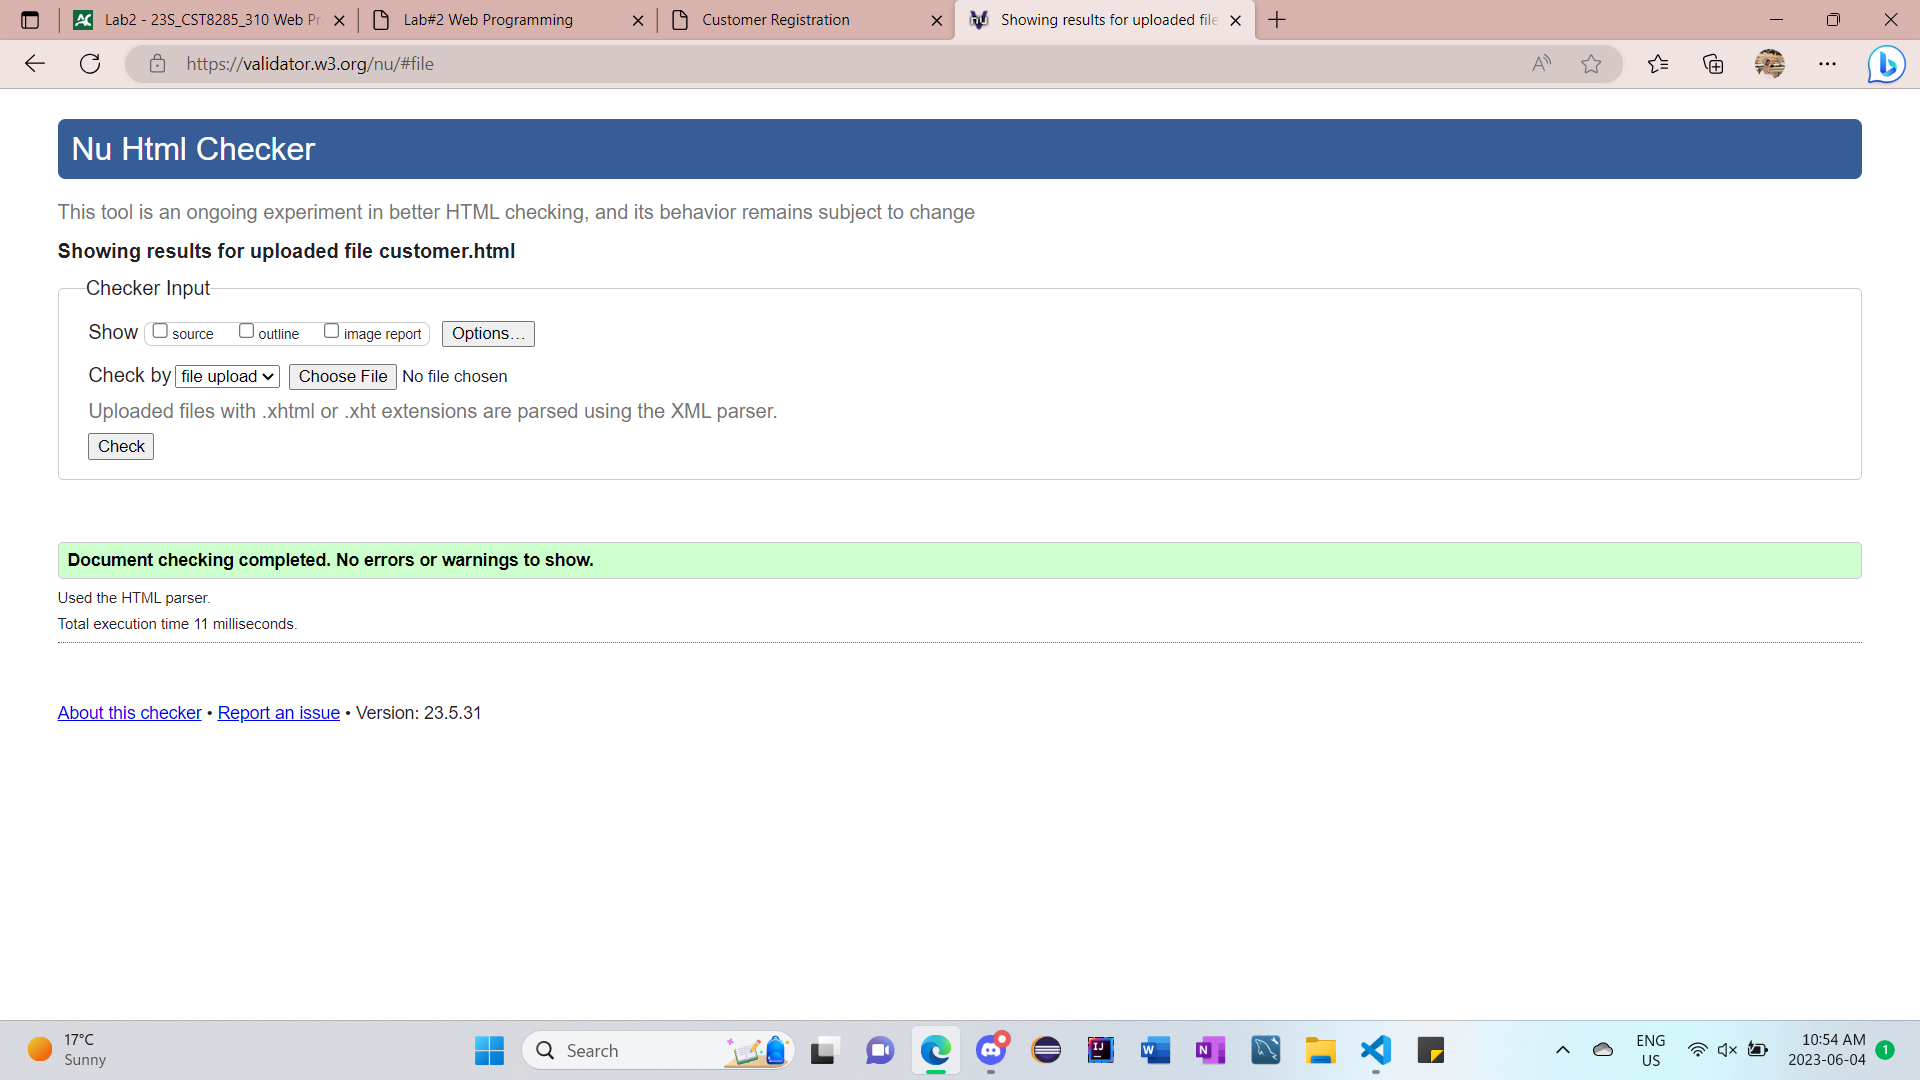 Lab2 - 23S_CST8285_310 Web Pr
Lab#2 Web Programming
Customer Registration
Showing results for uploaded file
https://validator.w3.org/nu/#file
Nu Html Checker
This tool is an ongoing experiment in better HTML checking, and its behavior remains subject to change
Showing results for uploaded file customer.html
Checker Input
Show source outline image report Options…
Check by file upload Choose File No file chosen
Uploaded files with .xhtml or .xht extensions are parsed using the XML parser.
Check
Document checking completed. No errors or warnings to show.
Used the HTML parser.
Total execution time 11 milliseconds.
About this checker • Report an issue • Version: 23.5.31
17°C
Sunny
Search
ENG
US
10:54 AM
2023-06-04
1